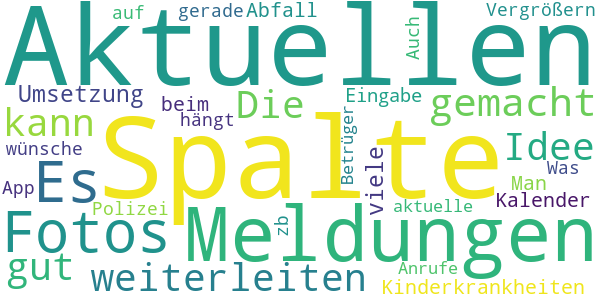 auf gerade Abfall Auch Vergrößern
Aktuellen
Umsetzung beim Die Eingabe gemacht
kann hängt Idee
wünsche Spalte Betrüger Was
App Es viele Man Kalender
Polizei zb aktuelle
Fotos Meldungen
gut weiterleiten Anrufe
Kinderkrankheiten